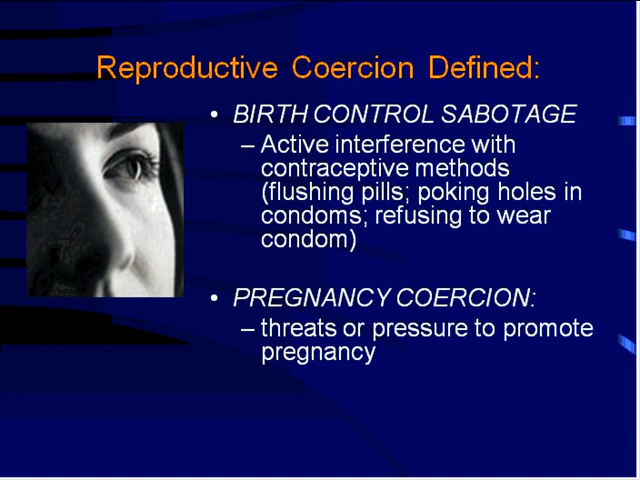 Reproductive Coercion Defined:
• BIRTH CONTROL SABOTAGE
– Active interference with
contraceptive methods
(flushing pills; poking holes in
condoms; refusing to wear
condom)
• PREGNANCY COERCION:
– threats or pressure to promote
pregnancy